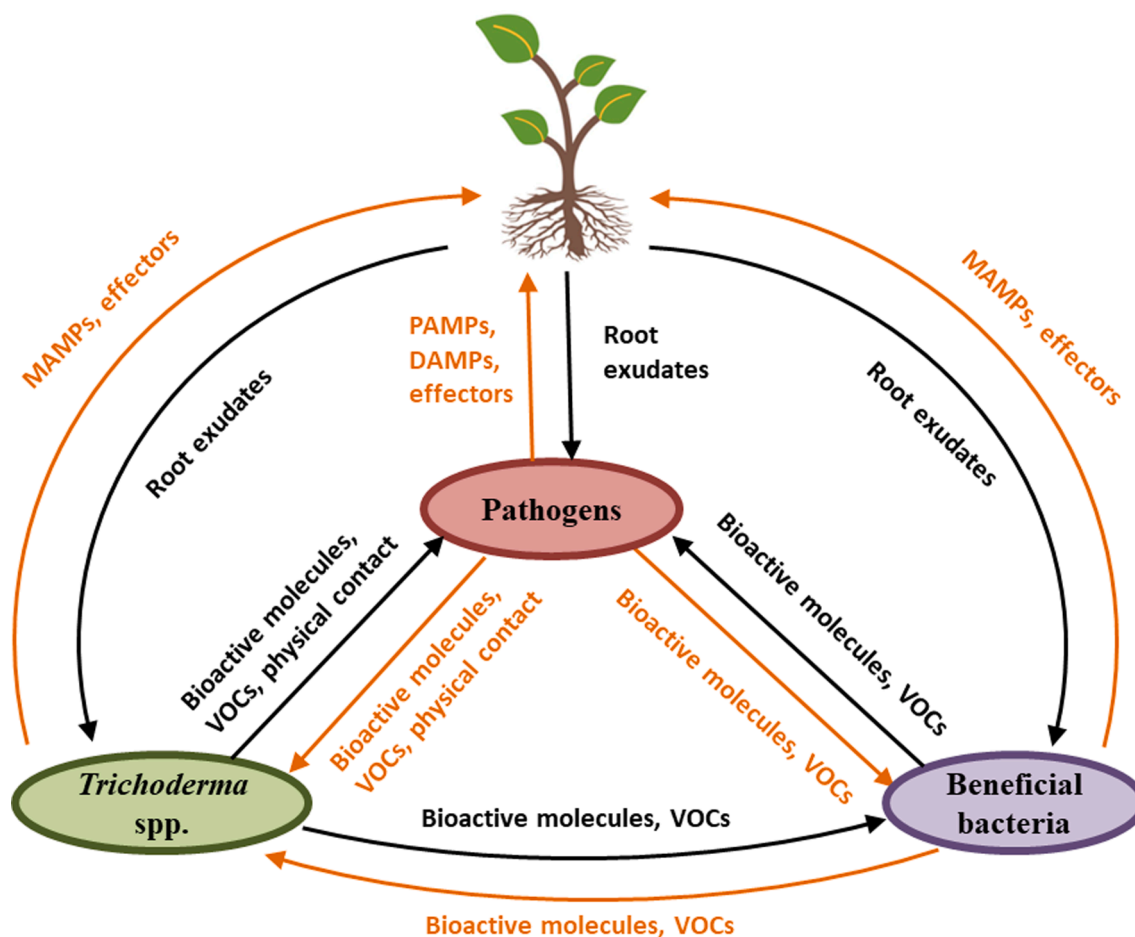 MAMPs, effectors
MAMPs, effectors
Root exudates
PAMPs,
DAMPs,
effectors
Root
exudates
Root exudates
Pathogens
Bioactive molecules,
VOCs, physical contact
Bioactive molecules,
VOCs, physical contact
Bioactive molecules, VOCs
Bioactive molecules, VOCs
Trichoderma
spp.
Beneficial
bacteria
Bioactive molecules, VOCs
Bioactive molecules, VOCs